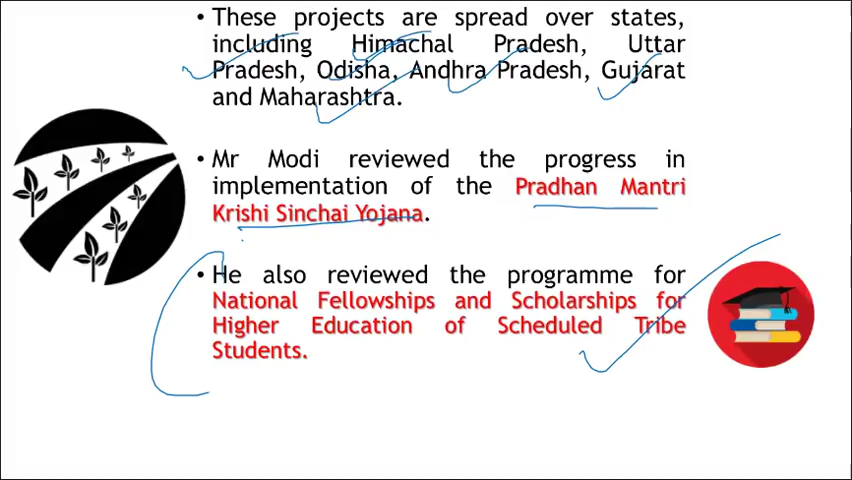 • These projects are spread over states,
including Himachal Pradesh, Uttar
Pradesh, Odisha, Andhra Pradesh, Gujarat
and Maharashtra.
• Mr Modi reviewed the progress in
implementation of the Pradhan Mantri
Krishi Sinchai Yojana.
• He also reviewed the programme for
National Fellowships and Scholarships for
Higher Education of Scheduled Tribe
Students.